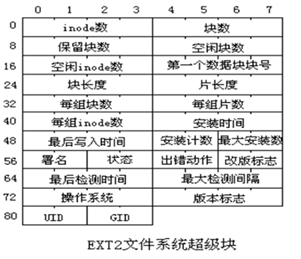 0 1 2 3 4 5 6 7
0 inode数 块数
8 保留块数 空闲块数
16 空闲inode数 第一个数据块块号
24 块长度 片长度
32 每组块数 每组片数
40 每组inode数 安装时间
48 最后写入时间 安装计数 最大安装数
56 署名 状态 出错动作 改版标志
64 最后检测时间 最大检测间隔
72 操作系统 版本标志
80 UID GID
EXT2文件系统超级块